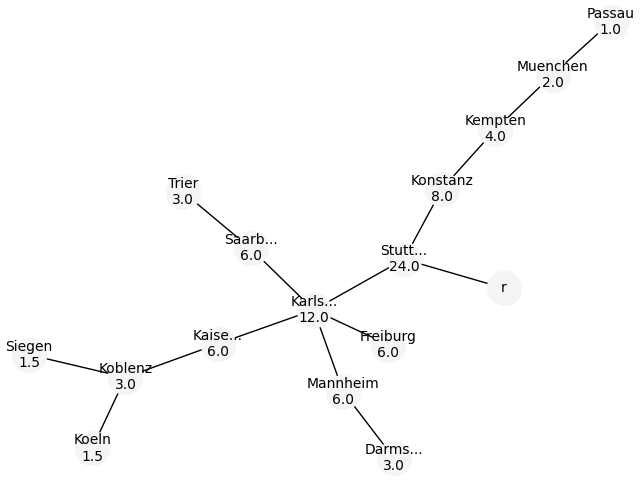 Passau
1.0
Muenchen
2.0
Kempten
4.0
Konstanz
8.0
Trier
3.0
Saarb...
6.0
Stutt...
24.0
r
Karls...
12.0
Kaise...
6.0
Freiburg
6.0
Siegen
1.5
Koblenz
3.0
Mannheim
6.0
Koeln
1.5
Darms...
3.0